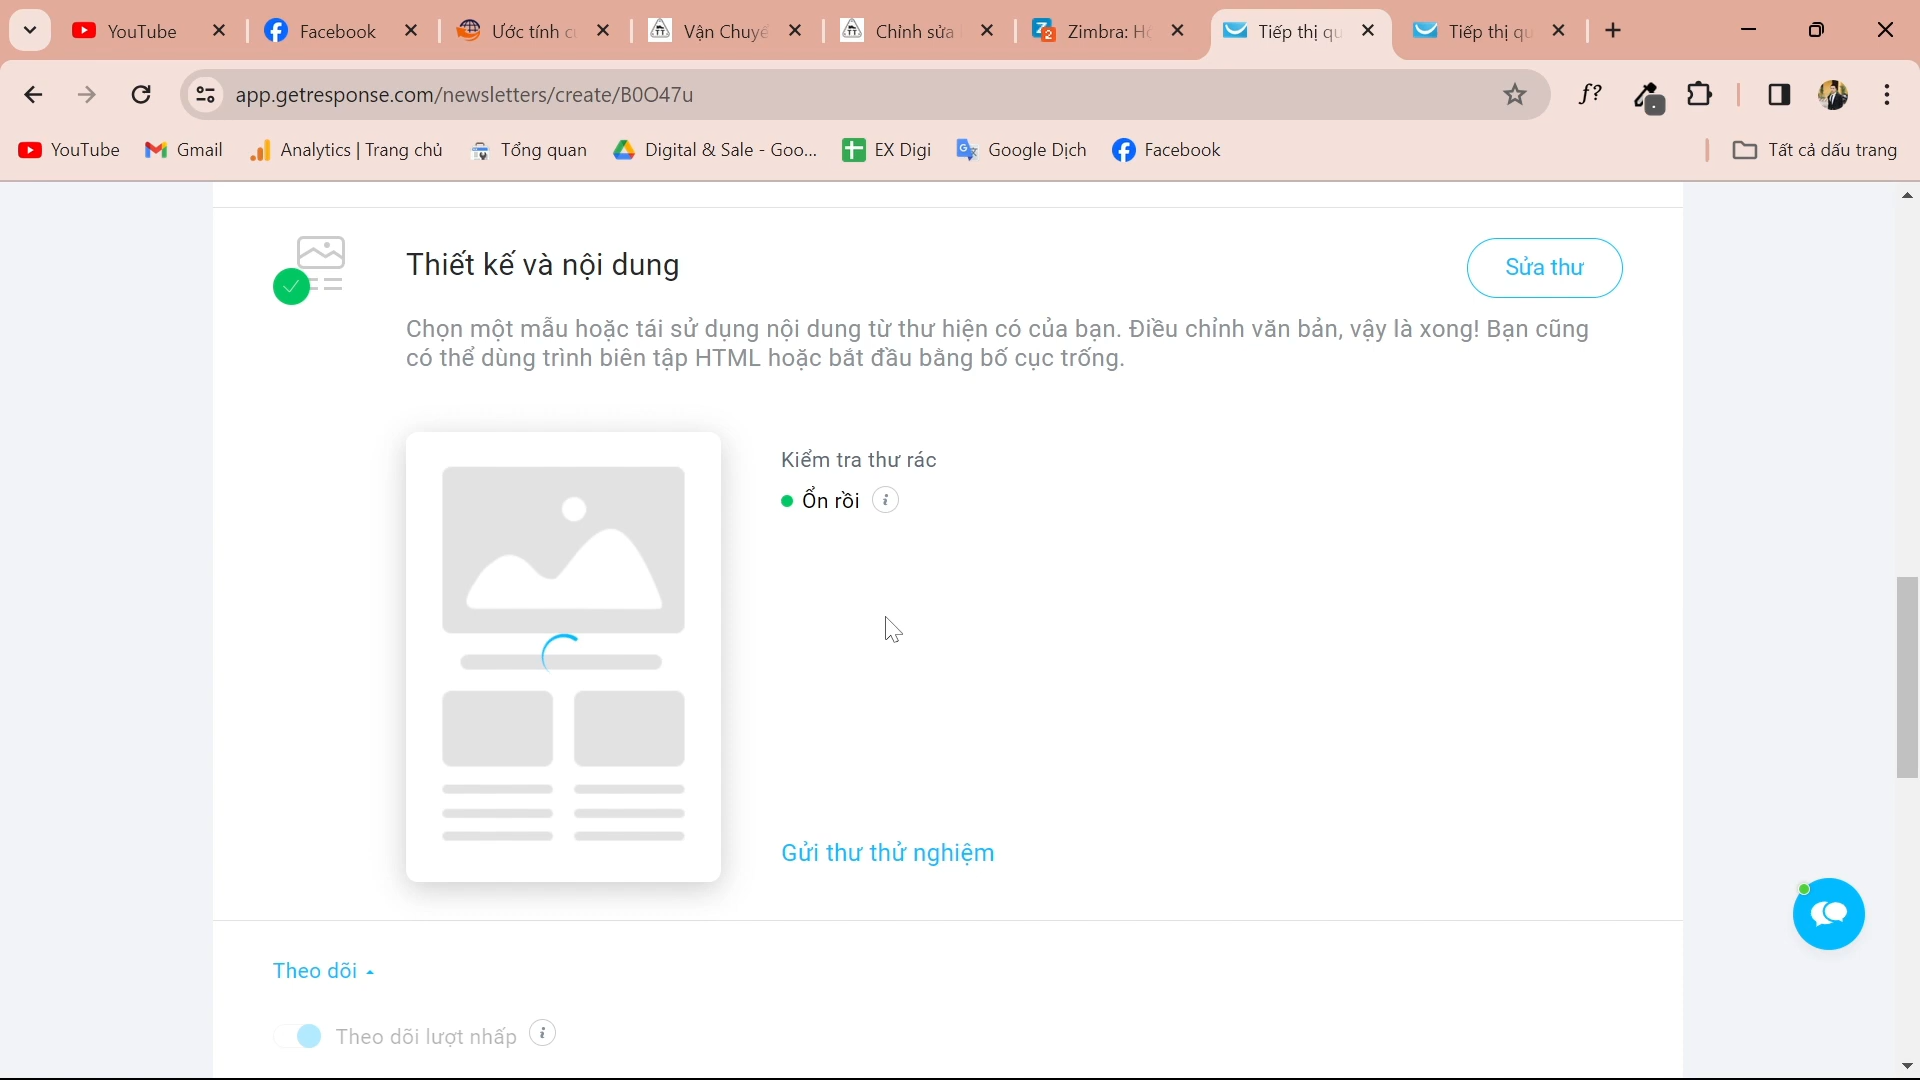 YouTube
Facebook
Ước tính c
Vận Chuyể
Chỉnh sửa
Zimbra: H
Tiếp thị qu
Tiếp thị qu
app.getresponse.com/newsletters/create/B0O47u
f?
YouTube
Gmail
Analytics | Trang chủ
Tổng quan
Digital & Sale - Goo...
EX Digi
Google Dịch
Facebook
Tất cả dấu trang
Thiết kế và nội dung
Sửa thư
Chọn một mẫu hoặc tái sử dụng nội dung từ thư hiện có của bạn. Điều chỉnh văn bản, vậy là xong! Bạn cũng
có thể dùng trình biên tập HTML hoặc bắt đầu bằng bố cục trống.
Kiểm tra thư rác
Ổn rồi
Gửi thư thử nghiệm
Theo dõi
Theo dõi lượt nhấp